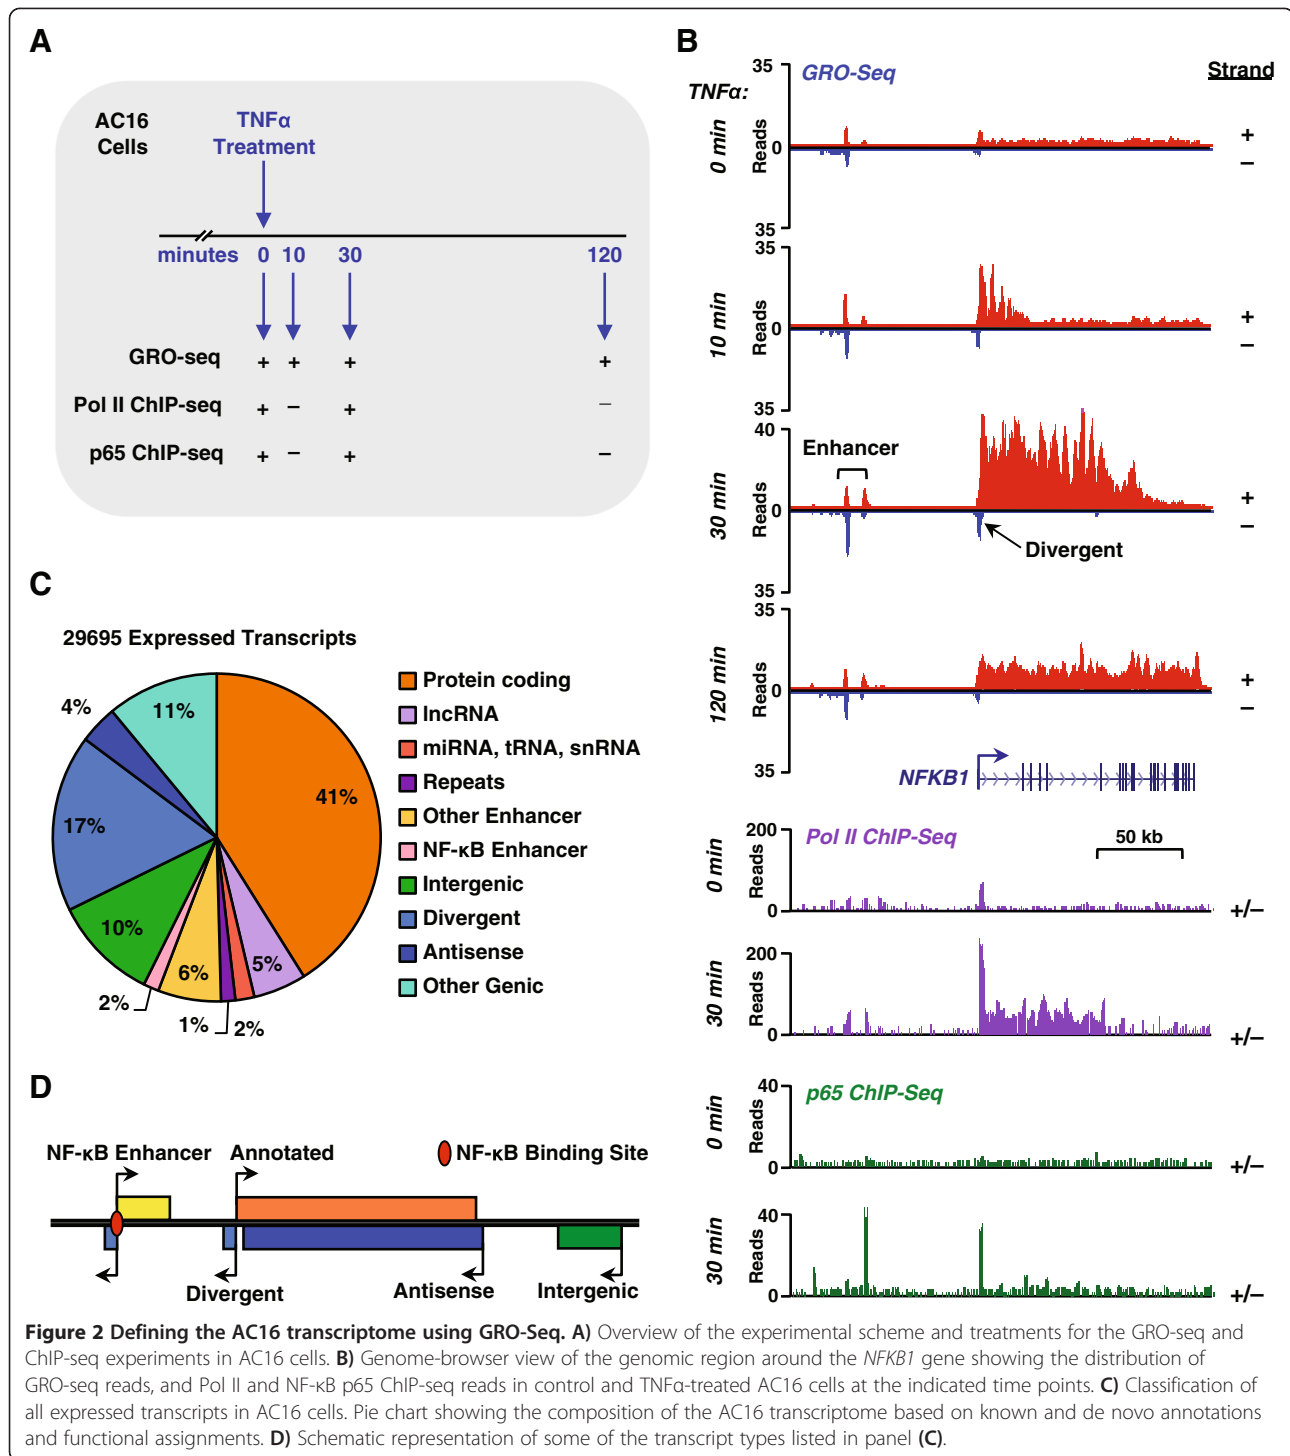 A
AC16
Cells
TNFα
Treatment
minutes 0 10 30 120
GRO-seq + + + +
Pol II ChIP-seq + – + –
p65 ChIP-seq + – + –
B
GRO-Seq
Strand
TNFα:
0 min
Reads
35
0
35
+
–
10 min
Reads
35
0
35
+
–
30 min
Reads
40
0
35
Enhancer
Divergent
+
–
120 min
Reads
35
0
35
+
–
NFKB1
Pol II ChIP-Seq
50 kb
0 min
Reads
200
0
+/–
30 min
Reads
200
0
+/–
p65 ChIP-Seq
0 min
Reads
40
0
+/–
30 min
Reads
40
0
+/–
C
29695 Expressed Transcripts
41%
5%
2%
1%
6%
2%
10%
17%
4%
11%
Protein coding
lncRNA
miRNA, tRNA, snRNA
Repeats
Other Enhancer
NF-κB Enhancer
Intergenic
Divergent
Antisense
Other Genic
D
NF-κB Enhancer
Annotated
NF-κB Binding Site
Divergent
Antisense
Intergenic
Figure 2 Defining the AC16 transcriptome using GRO-Seq. A) Overview of the experimental scheme and treatments for the GRO-seq and
ChIP-seq experiments in AC16 cells. B) Genome-browser view of the genomic region around the NFKB1 gene showing the distribution of
GRO-seq reads, and Pol II and NF-κB p65 ChIP-seq reads in control and TNFα-treated AC16 cells at the indicated time points. C) Classification of
all expressed transcripts in AC16 cells. Pie chart showing the composition of the AC16 transcriptome based on known and de novo annotations
and functional assignments. D) Schematic representation of some of the transcript types listed in panel (C).